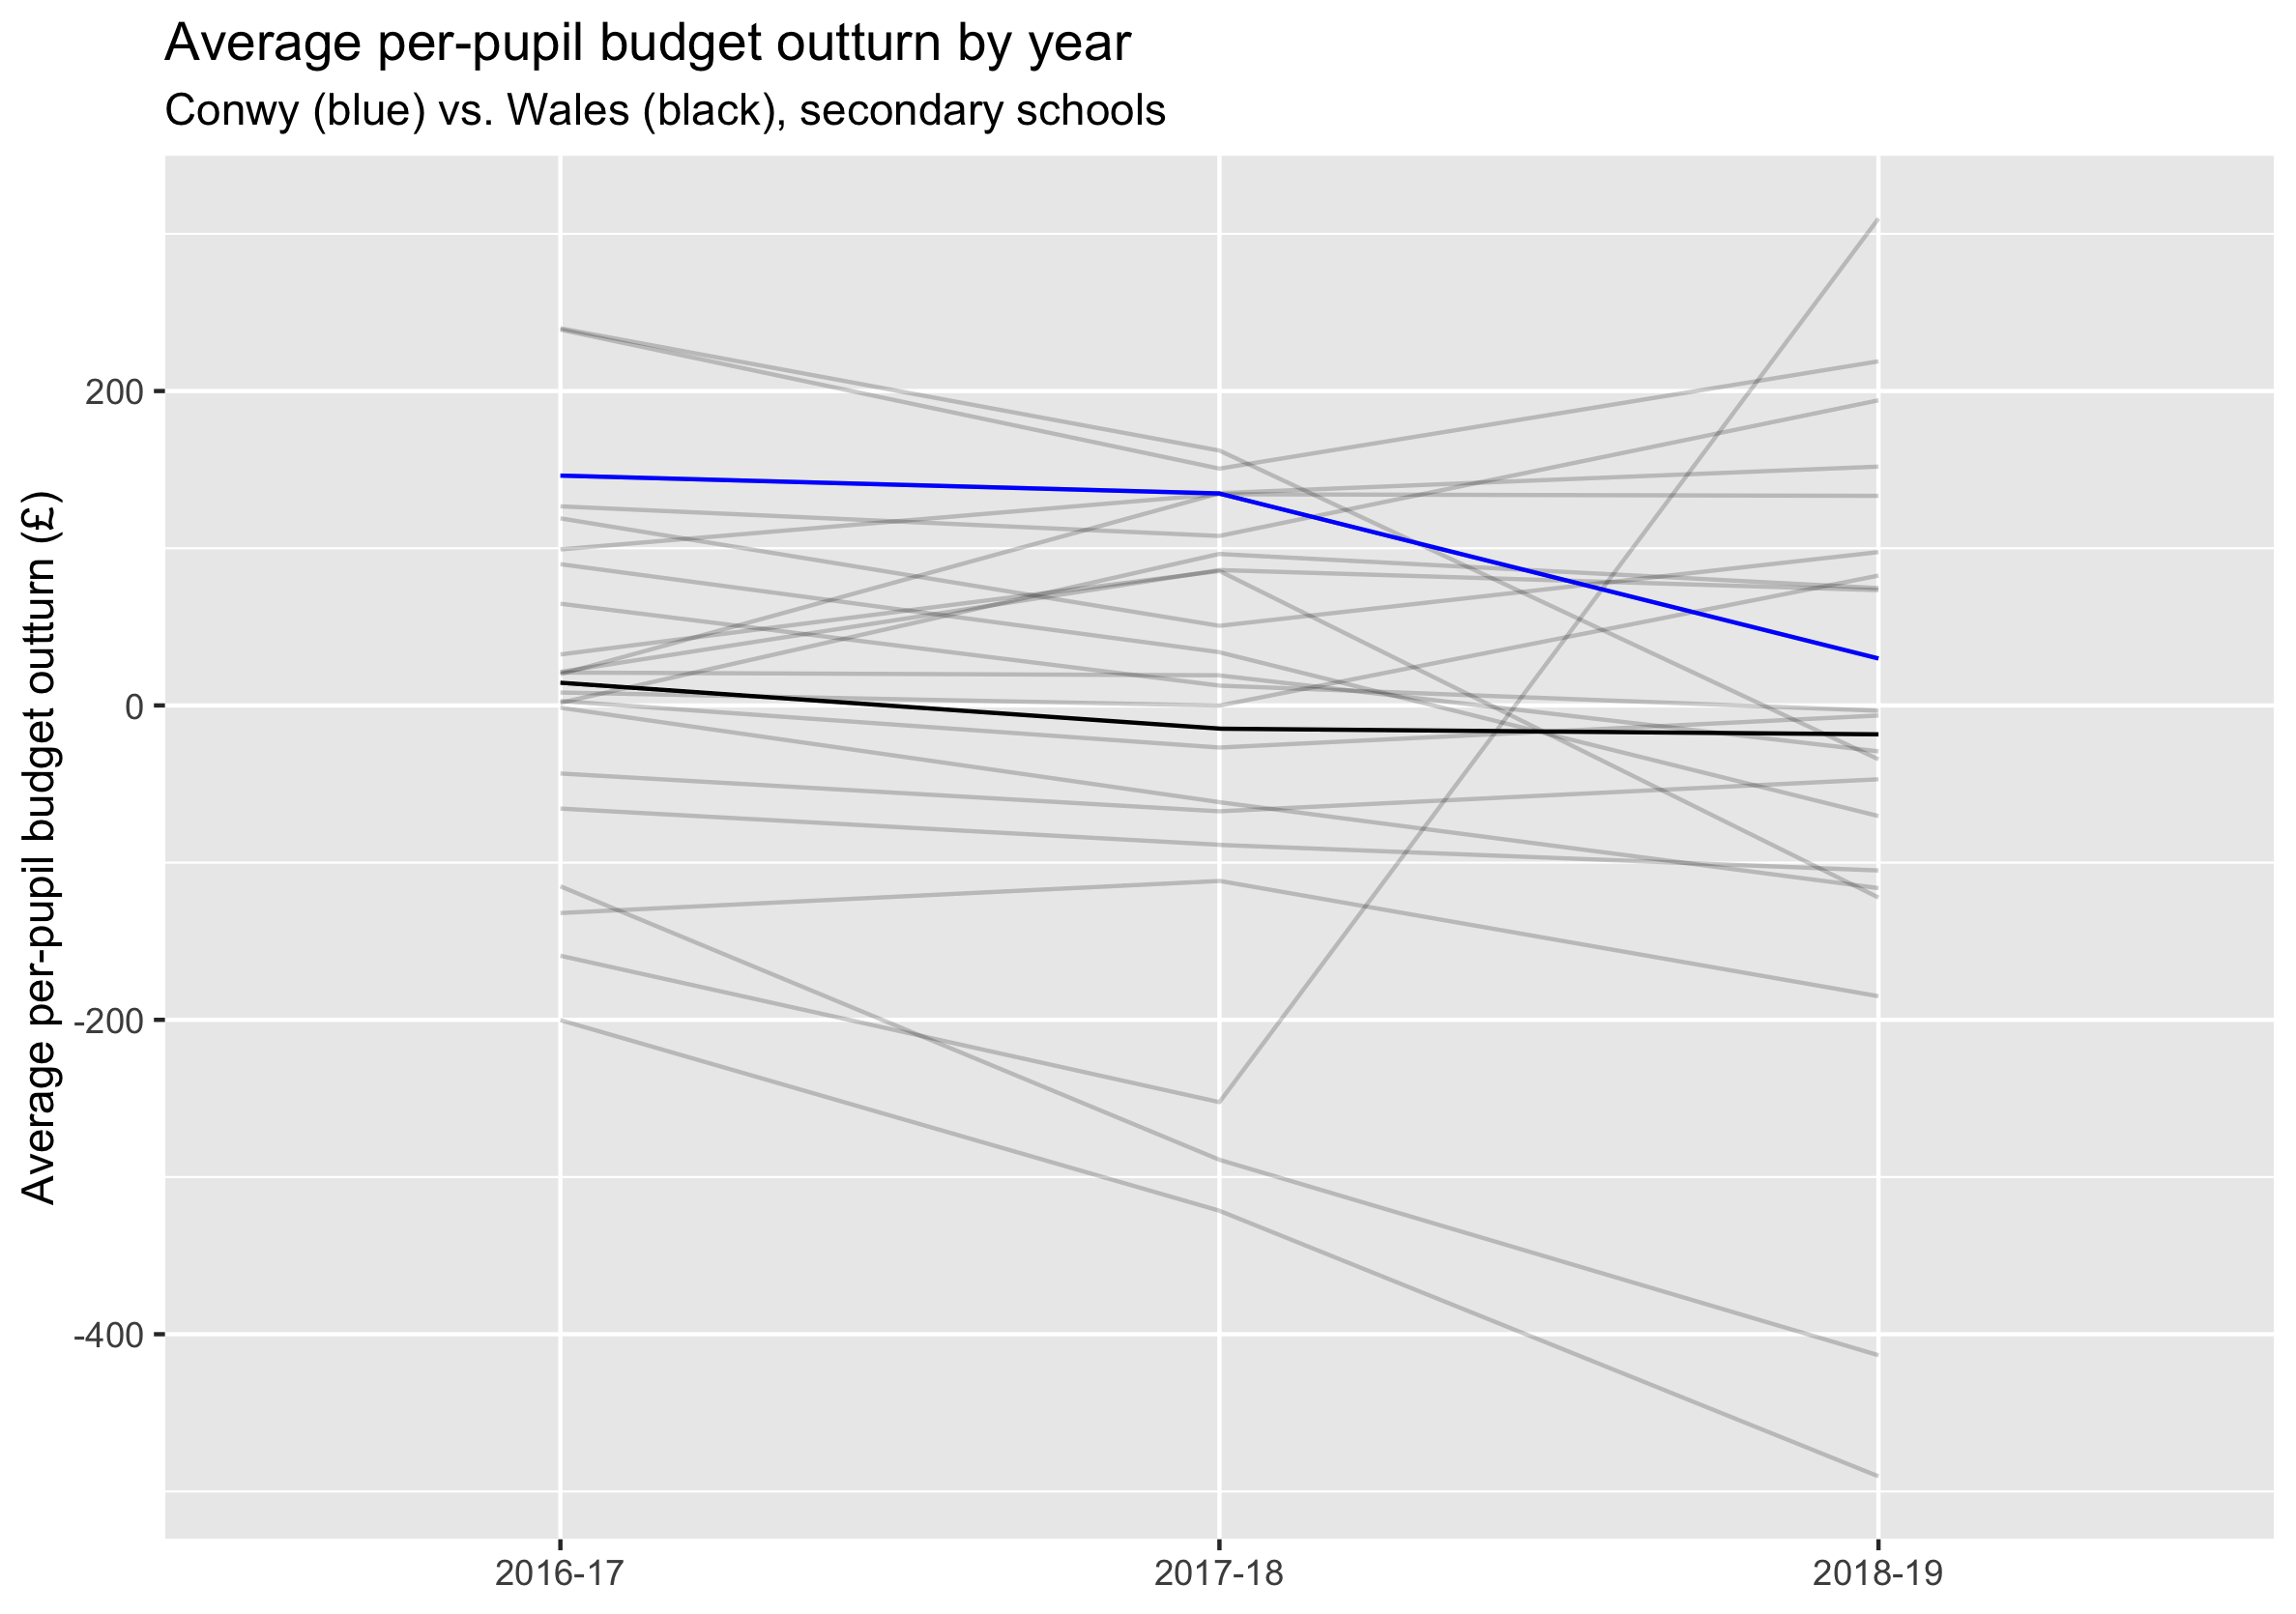 Average per-pupil budget outturn by year
Conwy (blue) vs. Wales (black), secondary schools
Average per-pupil budget outturn (£)
200
0
-200
-400
2016-17
2017-18
2018-19